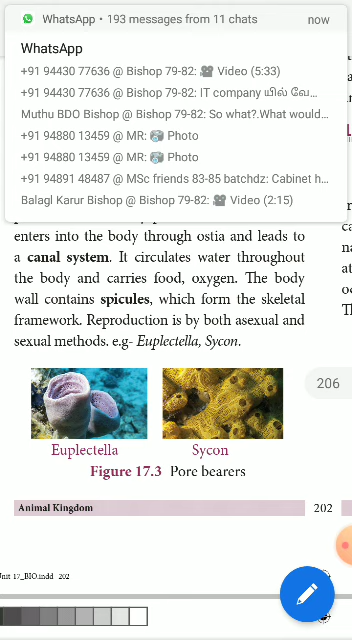 WhatsApp • 193 messages from 11 chats now
WhatsApp
+91 94430 77636 @ Bishop 79-82: 🎥 Video (5:33)
+91 94430 77636 @ Bishop 79-82: IT company யில் வே...
Muthu BDO Bishop @ Bishop 79-82: So what?.What would...
+91 94880 13459 @ MR: 📷 Photo
+91 94880 13459 @ MR: 📷 Photo
+91 94891 48487 @ MSc friends 83-85 batchdz: Cabinet h...
Balagl Karur Bishop @ Bishop 79-82: 🎥 Video (2:15)
enters into the body through ostia and leads to
a canal system. It circulates water throughout
the body and carries food, oxygen. The body
wall contains spicules, which form the skeletal
framework. Reproduction is by both asexual and
sexual methods. e.g- Euplectella, Sycon.
206
Euplectella Sycon
Figure 17.3 Pore bearers
Animal Kingdom 202
Unit 17_BIO.indd 202